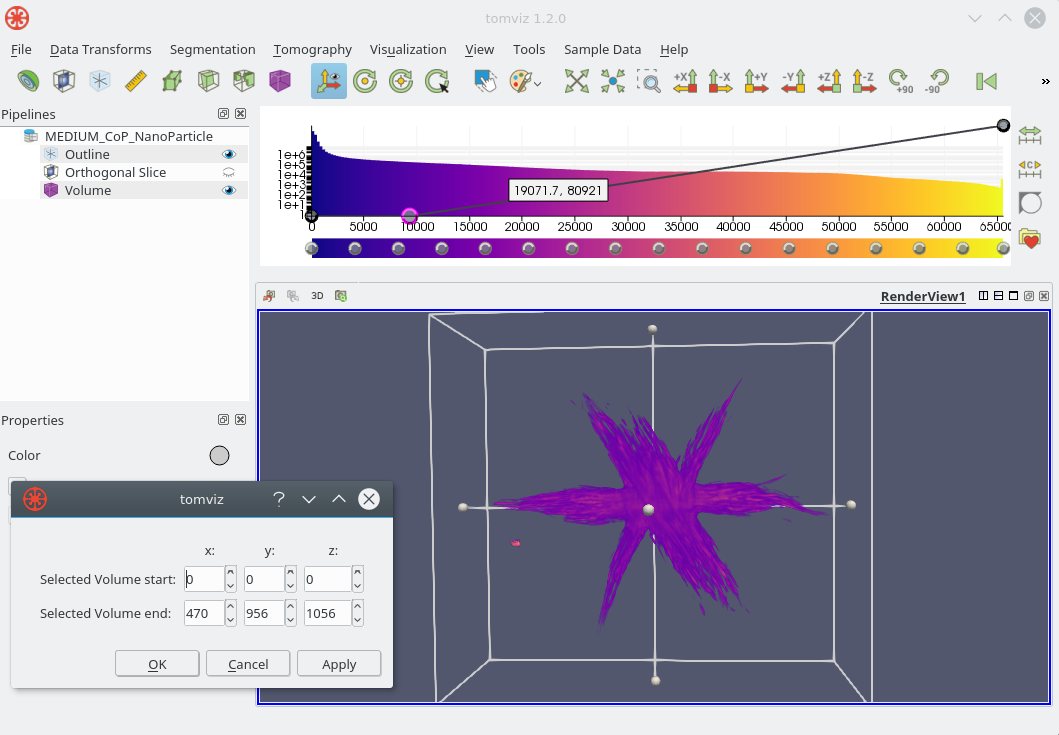 tomviz 1.2.0
File Data Transforms Segmentation Tomography Visualization View Tools Sample Data Help
+X -X +Y -Y +Z -Z +90 -90 »
Pipelines
MEDIUM_CoP_NanoParticle
Outline
Orthogonal Slice
Volume
1e+6
1e+5
1e+4
1e+3
1e+2
1e+1
19071.7, 80921
0 5000 10000 15000 20000 25000 30000 35000 40000 45000 50000 55000 60000 65000
C
3D
RenderView1
Properties
Color
tomviz
x: y: z:
Selected Volume start: 0 0 0
Selected Volume end: 470 956 1056
OK Cancel Apply